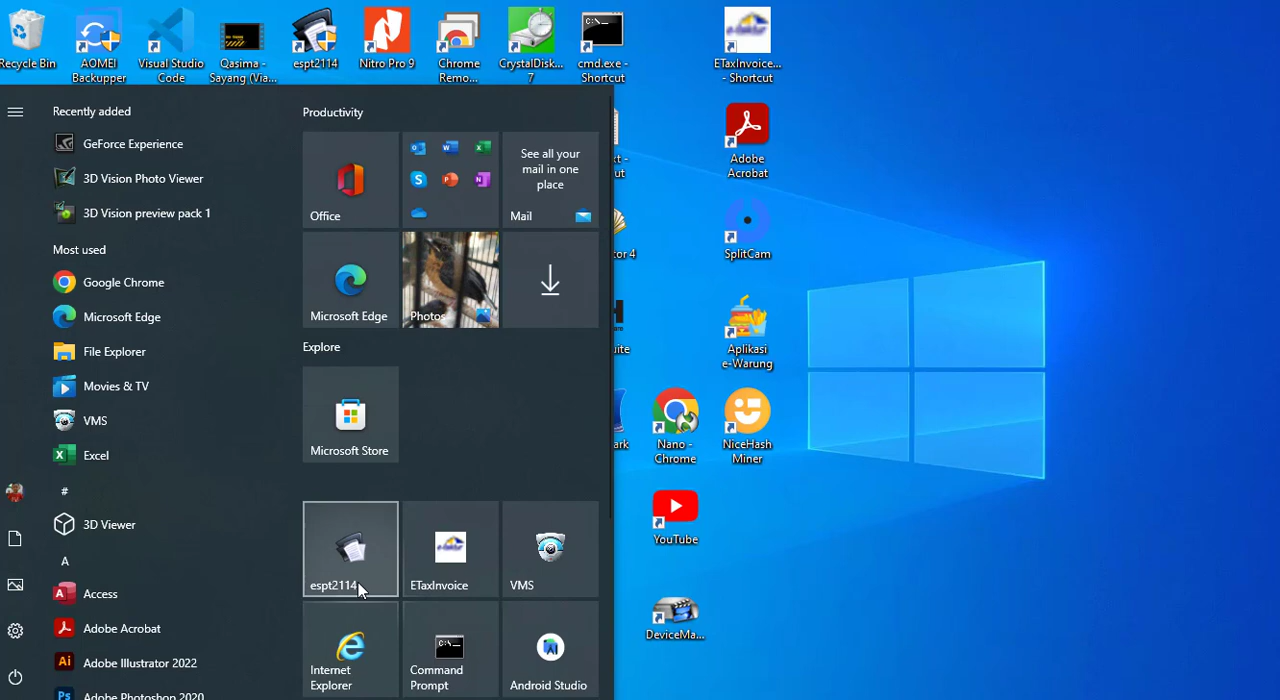 Recycle Bin
AOMEI
Backupper
Visual Studio
Code
Qasima -
Sayang (Via...
espt2114
Nitro Pro 9
Chrome
Remo...
CrystalDisk...
7
cmd.exe -
Shortcut
ETaxInvoice...
- Shortcut
Adobe
Acrobat
SplitCam
Aplikasi
e-Warung
Nano -
Chrome
NiceHash
Miner
YouTube
DeviceMa...
Recently added
GeForce Experience
3D Vision Photo Viewer
3D Vision preview pack 1
Most used
Google Chrome
Microsoft Edge
File Explorer
Movies & TV
VMS
Excel
#
3D Viewer
A
Access
Adobe Acrobat
Adobe Illustrator 2022
Adobe Photoshop 2020
Productivity
Office
See all your
mail in one
place
Mail
Microsoft Edge
Photos
Explore
Microsoft Store
espt2114
ETaxInvoice
VMS
Internet
Explorer
Command
Prompt
Android Studio